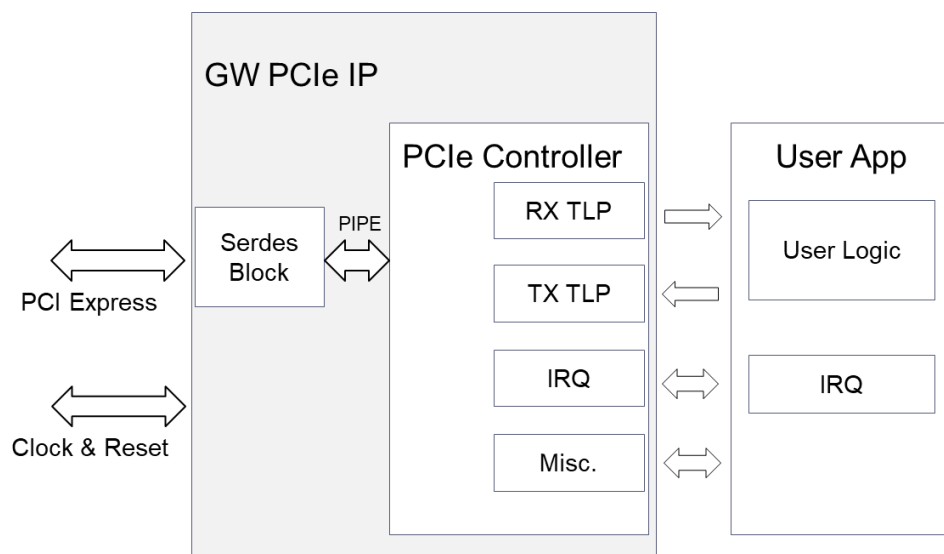 GW PCIe IP
PCIe Controller
User App
RX TLP
PIPE
Serdes
Block
User Logic
PCI Express
TX TLP
IRQ
IRQ
Clock & Reset
Misc.